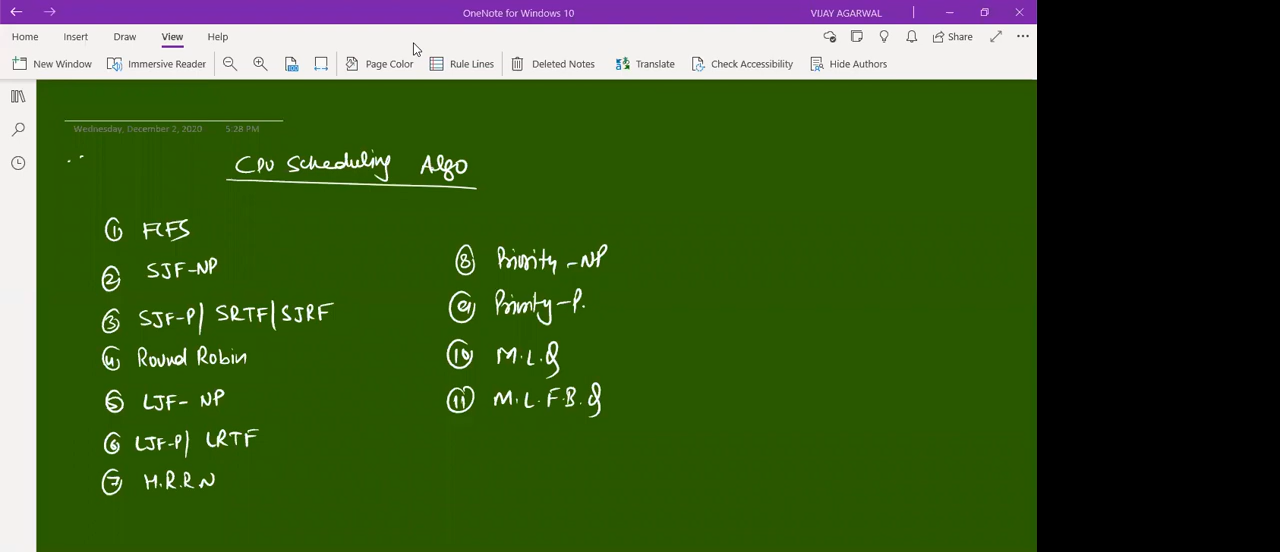 OneNote for Windows 10
VIJAY AGARWAL
Home Insert Draw View Help
Share
New Window Immersive Reader Page Color Rule Lines Deleted Notes Translate Check Accessibility Hide Authors
Wednesday, December 2, 2020 5:28 PM
CPU Scheduling Algo
① FCFS
② SJF-NP
③ SJF-P/ SRTF/SJRF
④ Round Robin
⑤ LJF- NP
⑥ LJF-P/ LRTF
⑦ H.R.R.N
⑧ Priority -NP
⑨ Priority-P.
⑩ M.L.Q
⑪ M.L.F.B.Q